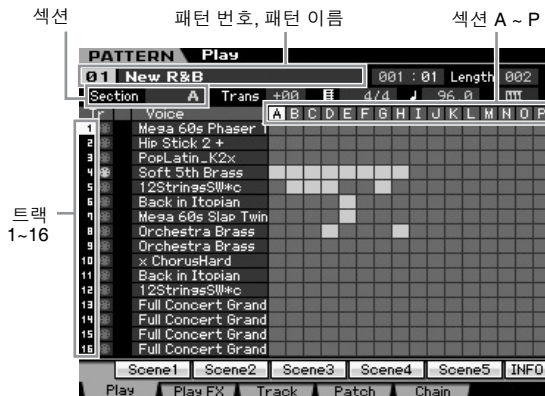 섹션
패턴 번호, 패턴 이름
섹션 A ~ P
PATTERN Play
01 New R&B 001 : 01 Length 002
Section A Trans +00 4/4 ♩ 96.0
Tr Voice A B C D E F G H I J K L M N O P
1 Mega 60s Phaser 1
2 Hip Stick 2 +
3 PopLatin_K2x
4 Soft 5th Brass
5 12StringsSW*c
6 Back in Itopian
7 Mega 60s Slap Twin
8 Orchestra Brass
9 Orchestra Brass
10 x ChorusHard
11 Back in Itopian
12 12StringsSW*c
13 Full Concert Grand
14 Full Concert Grand
15 Full Concert Grand
16 Full Concert Grand
트랙
1~16
Scene1 Scene2 Scene3 Scene4 Scene5 INFO
Play Play FX Track Patch Chain